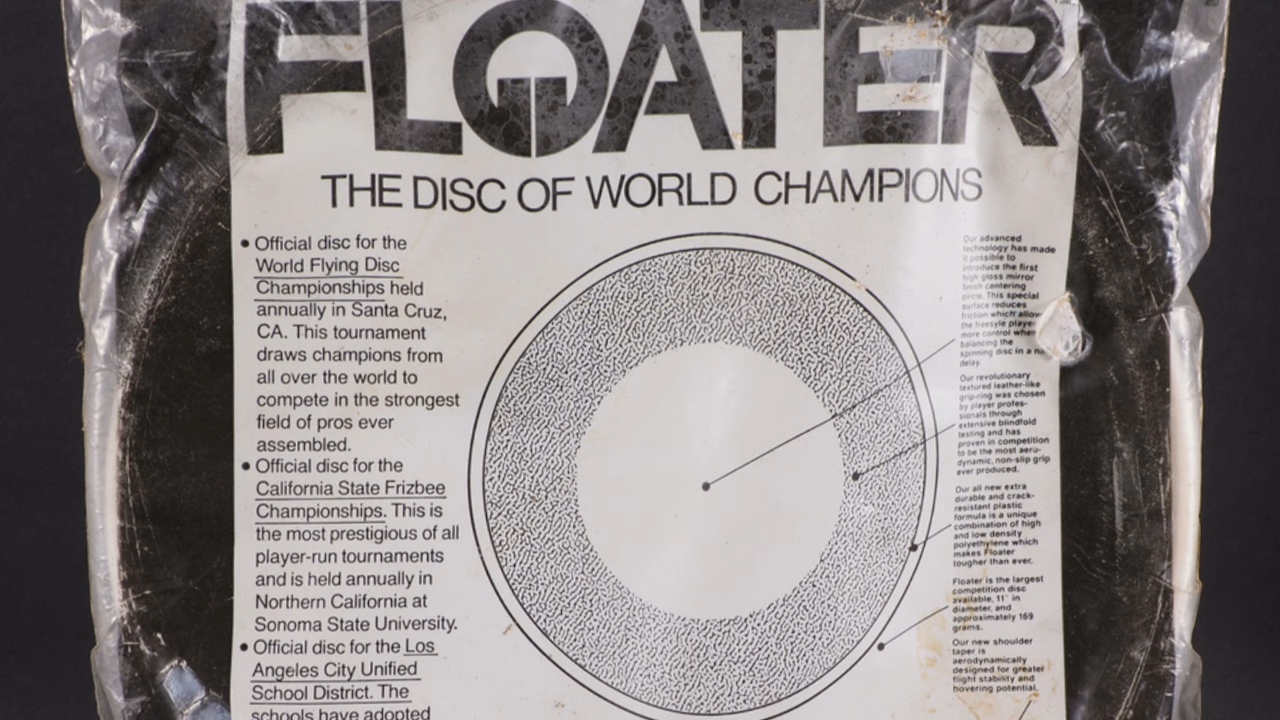 FLOATER
THE DISC OF WORLD CHAMPIONS
• Official disc for the
World Flying Disc
Championships held
annually in Santa Cruz,
CA. This tournament
draws champions from
all over the world to
compete in the strongest
field of pros ever
assembled.
• Official disc for the
California State Frizbee
Championships. This is
the most prestigious of all
player-run tournaments
and is held annually in
Northern California at
Sonoma State University.
• Official disc for the Los
Angeles City Unified
School District. The
schools have adopted
Our advanced
technology has made
it possible to
introduce the first
high gloss mirror
finish centering
circle. This special
surface reduces
friction which allow
the freesyle player
more control when
balancing the
spinning disc in a
delay.
Our revolutionary
textured leather-like
grip-ring was chosen
by player profes-
sionals through
extensive blindfold
testing and has
proven in competition
to be the most aero-
dynamic, non-slip grip
ever produced.
Our all new extra
durable and crack-
resistant plastic
formula is a unique
combination of high
and low density
polyethylene which
makes Floater
tougher than ever.
Floater is the largest
competition disc
available, 11" in
diameter, and
approximately 169
grams.
Our new shoulder
taper is
aerodynamically
designed for greater
flight stability and
hovering potential.